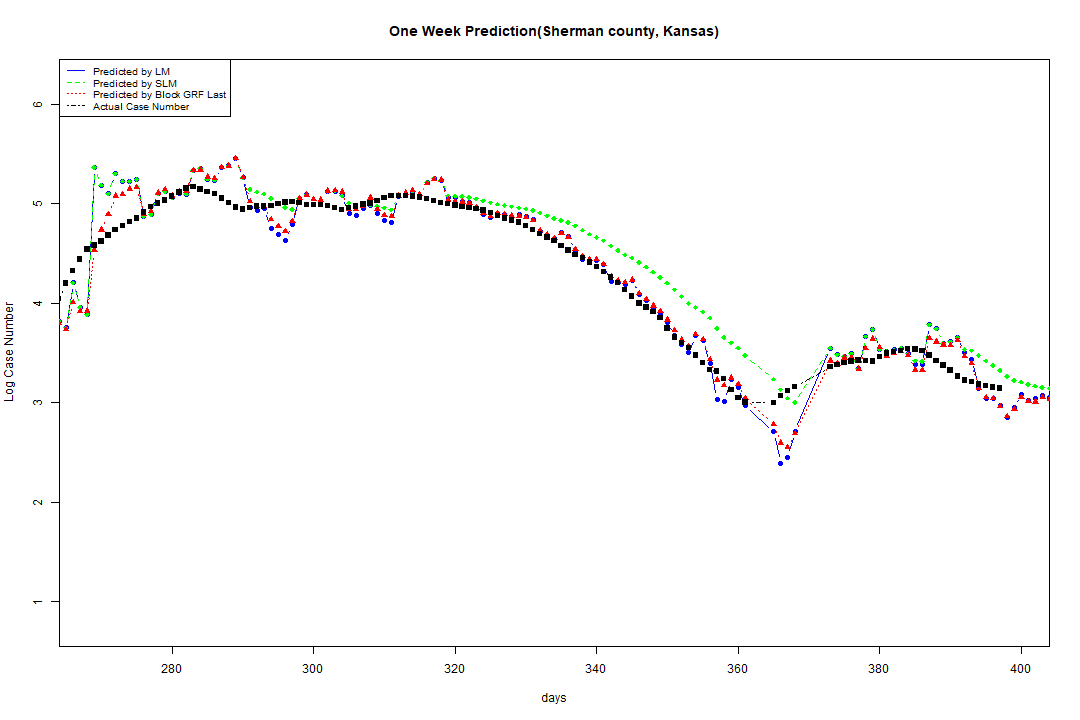 One Week Prediction(Sherman county, Kansas)
Predicted by LM
Predicted by SLM
Predicted by Block GRF Last
Actual Case Number
Log Case Number
6
5
4
3
2
1
280 300 320 340 360 380 400
days